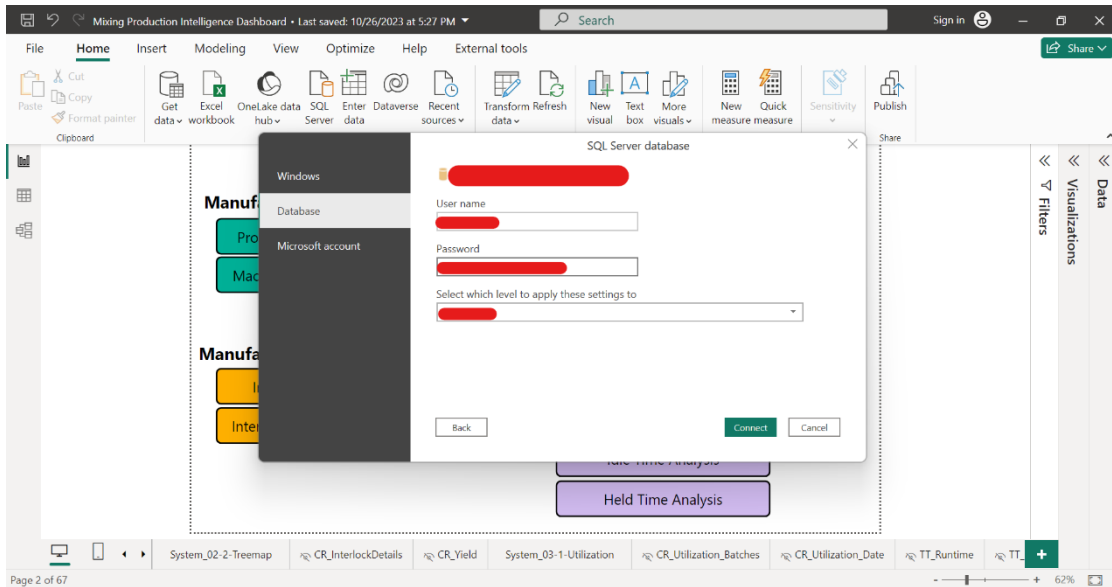 Mixing Production Intelligence Dashboard • Last saved: 10/26/2023 at 5:27 PM
Search
Sign in
File Home Insert Modeling View Optimize Help External tools
Share
Paste
Cut
Copy
Format painter
Clipboard
Get data
Excel workbook
OneLake data hub
SQL Server
Enter data
Dataverse
Recent sources
Transform data
Refresh
New visual
Text box
More visuals
New measure
Quick measure
Sensitivity
Publish
Share
SQL Server database
Windows
Database
Microsoft account
User name
Password
Select which level to apply these settings to
Back
Connect
Cancel
Manuf
Pro
Mac
Manufa
Inter
Idle Time Analysis
Held Time Analysis
Filters
Visualizations
Data
System_02-2-Treemap
CR_InterlockDetails
CR_Yield
System_03-1-Utilization
CR_Utilization_Batches
CR_Utilization_Date
TT_Runtime
TT_
Page 2 of 67
62%